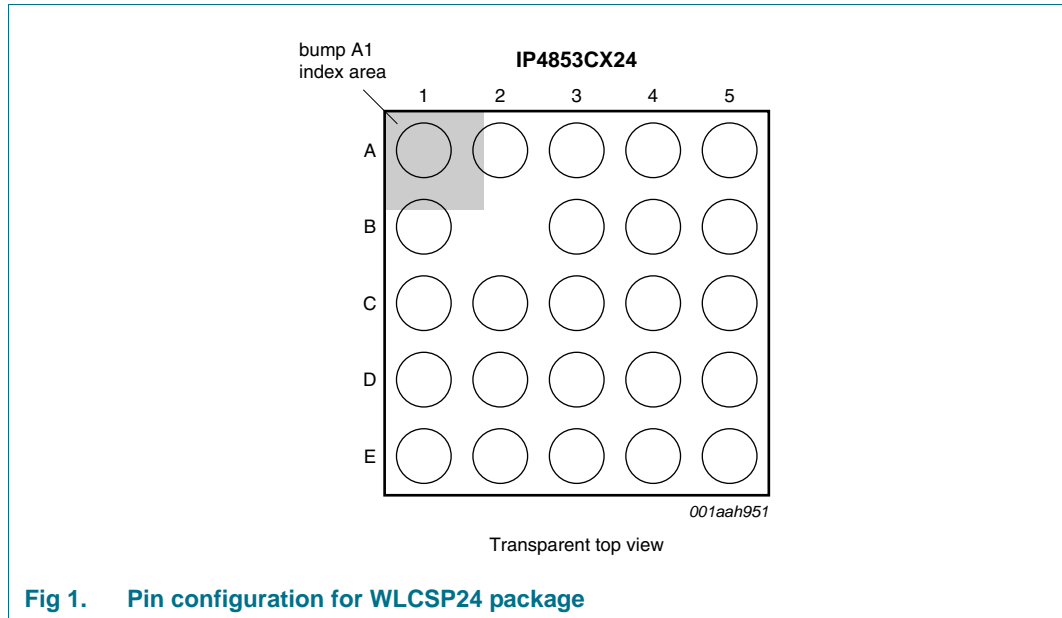 bump A1
index area
IP4853CX24
1 2 3 4 5
A
B
C
D
E
001aah951
Transparent top view
Fig 1. Pin configuration for WLCSP24 package